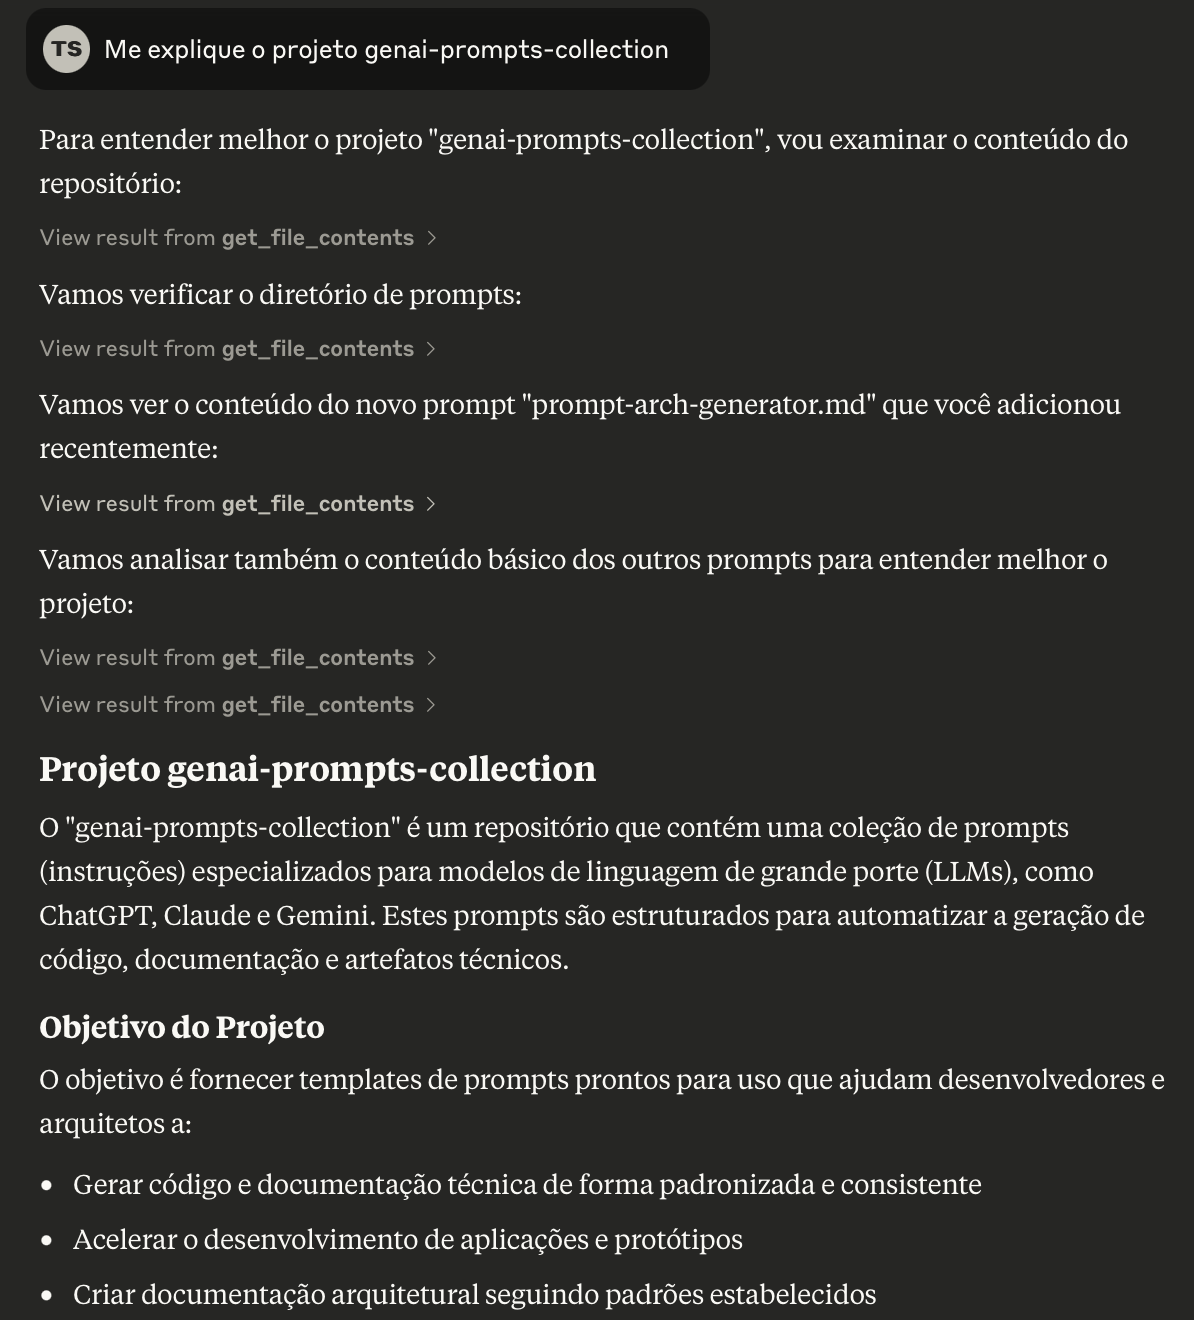 TS Me explique o projeto genai-prompts-collection
Para entender melhor o projeto "genai-prompts-collection", vou examinar o conteúdo do
repositório:
View result from get_file_contents >
Vamos verificar o diretório de prompts:
View result from get_file_contents >
Vamos ver o conteúdo do novo prompt "prompt-arch-generator.md" que você adicionou
recentemente:
View result from get_file_contents >
Vamos analisar também o conteúdo básico dos outros prompts para entender melhor o
projeto:
View result from get_file_contents >
View result from get_file_contents >
Projeto genai-prompts-collection
O "genai-prompts-collection" é um repositório que contém uma coleção de prompts
(instruções) especializados para modelos de linguagem de grande porte (LLMs), como
ChatGPT, Claude e Gemini. Estes prompts são estruturados para automatizar a geração de
código, documentação e artefatos técnicos.
Objetivo do Projeto
O objetivo é fornecer templates de prompts prontos para uso que ajudam desenvolvedores e
arquitetos a:
• Gerar código e documentação técnica de forma padronizada e consistente
• Acelerar o desenvolvimento de aplicações e protótipos
• Criar documentação arquitetural seguindo padrões estabelecidos